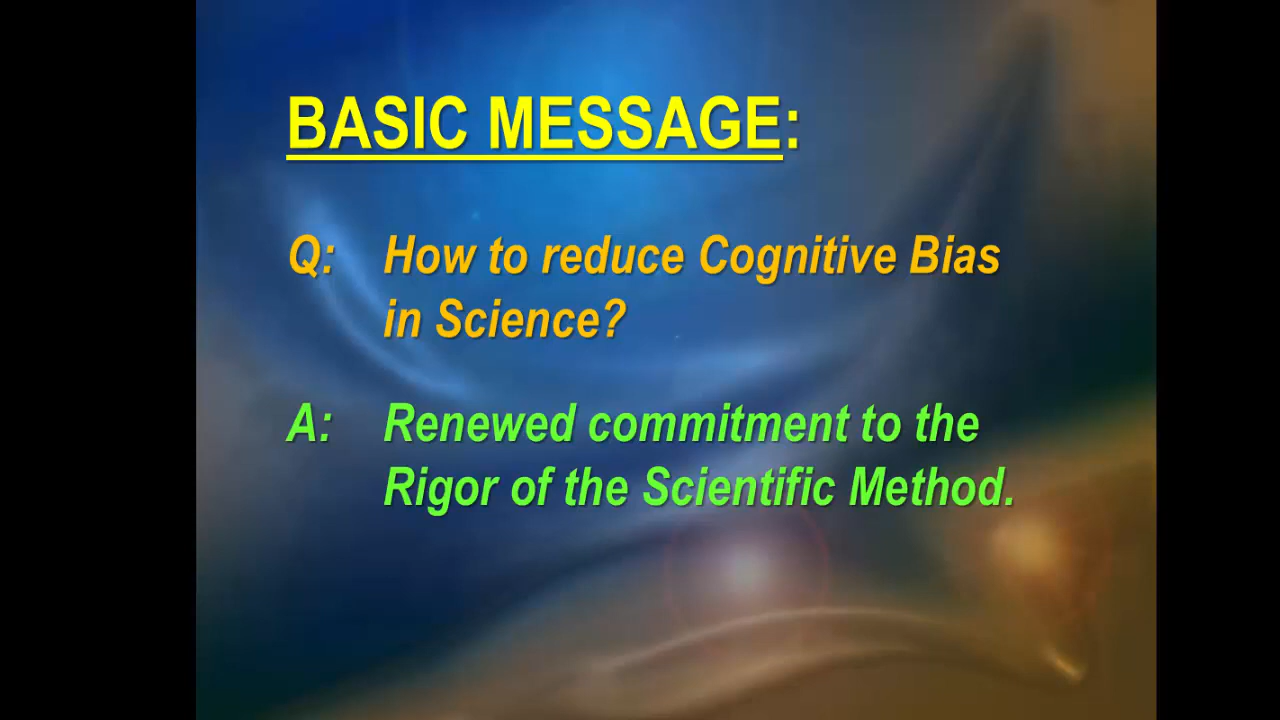 BASIC MESSAGE:
Q: How to reduce Cognitive Bias
in Science?
A: Renewed commitment to the
Rigor of the Scientific Method.